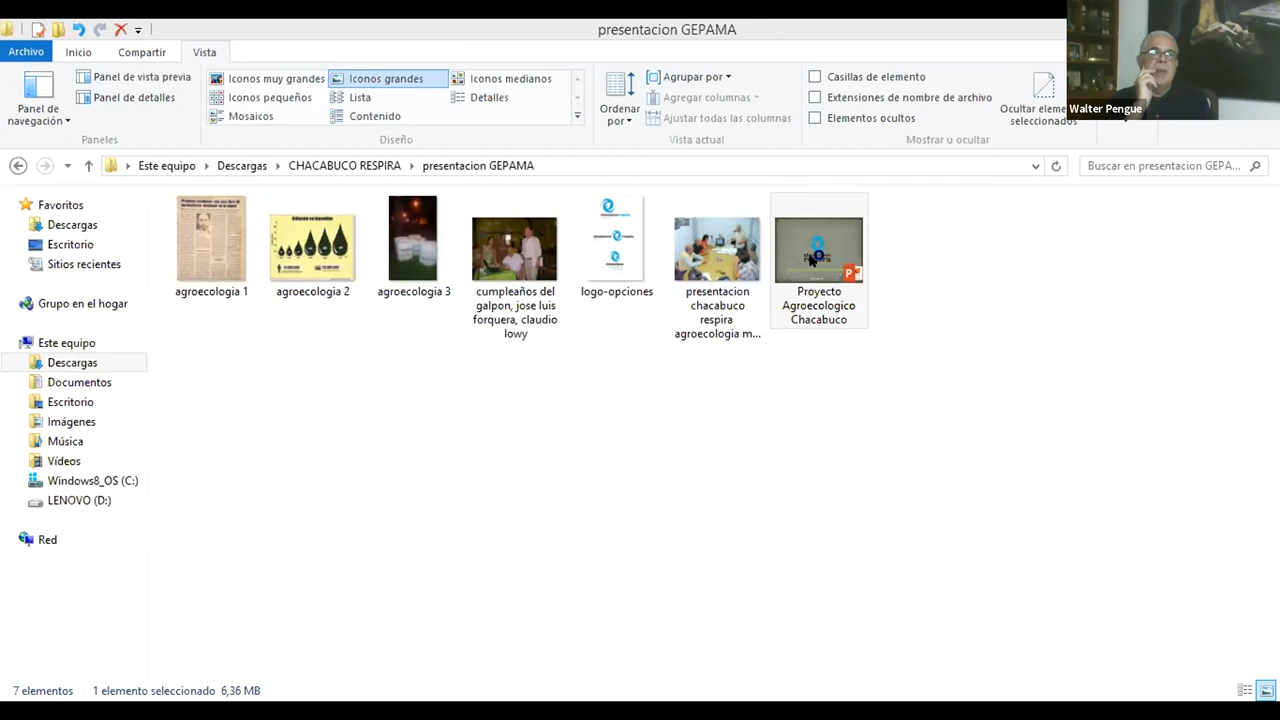 presentacion GEPAMA
Archivo
Inicio
Compartir
Vista
Walter Pengue
Panel de navegación
Panel de vista previa
Panel de detalles
Paneles
Iconos muy grandes
Iconos grandes
Iconos medianos
Iconos pequeños
Lista
Detalles
Mosaicos
Contenido
Diseño
Ordenar por
Agrupar por
Agregar columnas
Ajustar todas las columnas
Vista actual
Casillas de elemento
Extensiones de nombre de archivo
Elementos ocultos
Ocultar eleme
seleccionados
Mostrar u ocultar
Este equipo
Descargas
CHACABUCO RESPIRA
presentacion GEPAMA
Buscar en presentacion GEPA...
Favoritos
Descargas
Escritorio
Sitios recientes
Grupo en el hogar
Este equipo
Descargas
Documentos
Escritorio
Imágenes
Música
Vídeos
Windows8_OS (C:)
LENOVO (D:)
Red
agroecologia 1
agroecologia 2
agroecologia 3
cumpleaños del
galpon, jose luis
forquera, claudio
lowy
logo-opciones
presentacion
chacabuco
respira
agroecologia m...
Proyecto
Agroecologico
Chacabuco
7 elementos
1 elemento seleccionado 6,36 MB